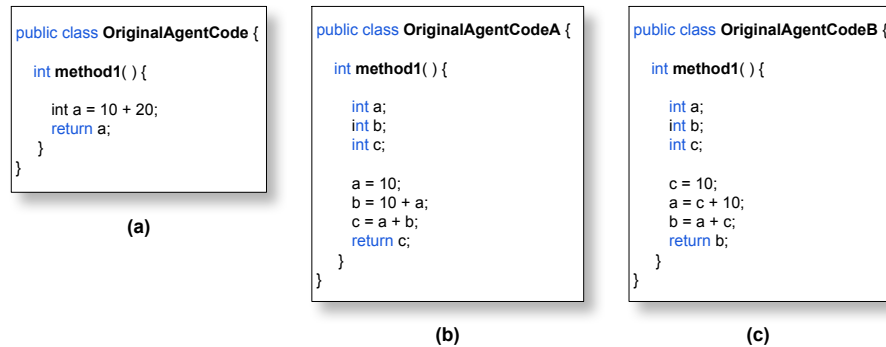 public class OriginalAgentCode {
int method1( ) {
int a = 10 + 20;
return a;
}
}
(a)
public class OriginalAgentCodeA {
int method1( ) {
int a;
int b;
int c;
a = 10;
b = 10 + a;
c = a + b;
return c;
}
}
(b)
public class OriginalAgentCodeB {
int method1( ) {
int a;
int b;
int c;
c = 10;
a = c + 10;
b = a + c;
return b;
}
}
(c)